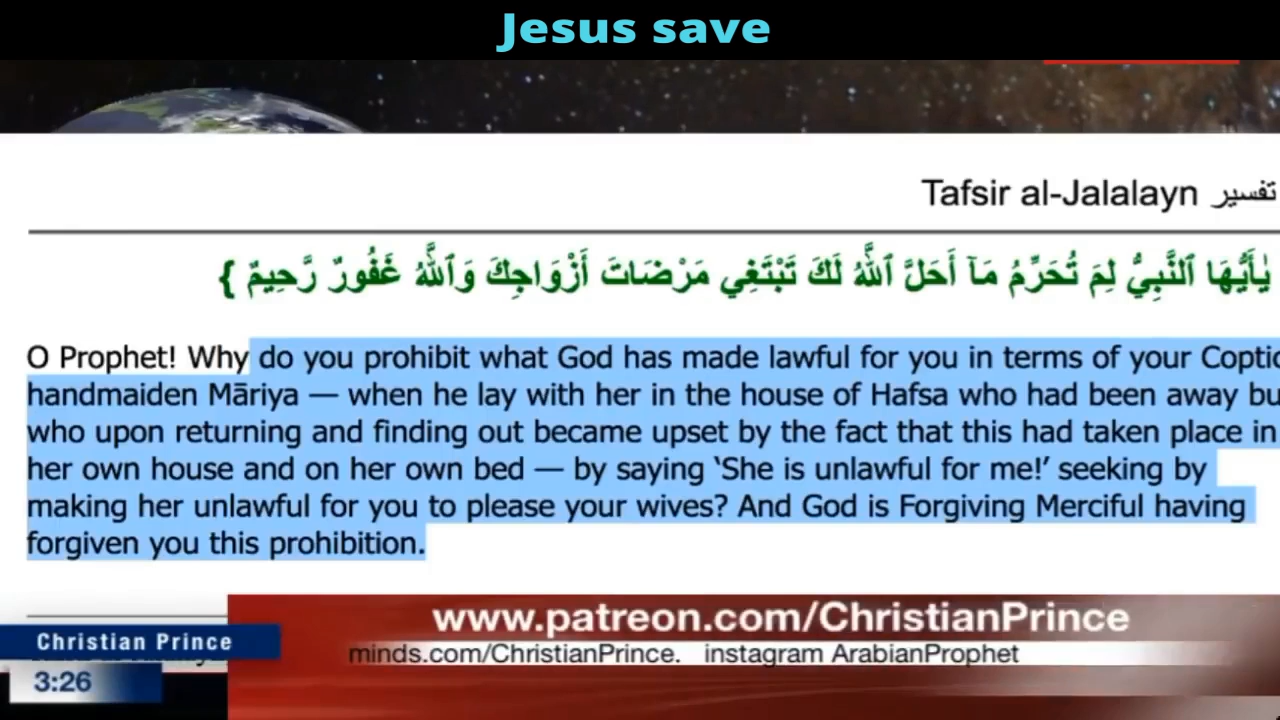 Jesus save
Tafsir al-Jalalayn تفسير
يٰأَيُّهَا ٱلنَّبِيُّ لِمَ تُحَرِّمُ مَآ أَحَلَّ ٱللَّهُ لَكَ تَبْتَغِي مَرْضَاتَ أَزْوَاجِكَ وَٱللَّهُ غَفُورٌ رَّحِيمٌ }
O Prophet! Why do you prohibit what God has made lawful for you in terms of your Coptic
handmaiden Māriya — when he lay with her in the house of Hafsa who had been away bu
who upon returning and finding out became upset by the fact that this had taken place in
her own house and on her own bed — by saying ‘She is unlawful for me!’ seeking by
making her unlawful for you to please your wives? And God is Forgiving Merciful having
forgiven you this prohibition.
www.patreon.com/ChristianPrince
Christian Prince
minds.com/ChristianPrince. instagram ArabianProphet
3:26